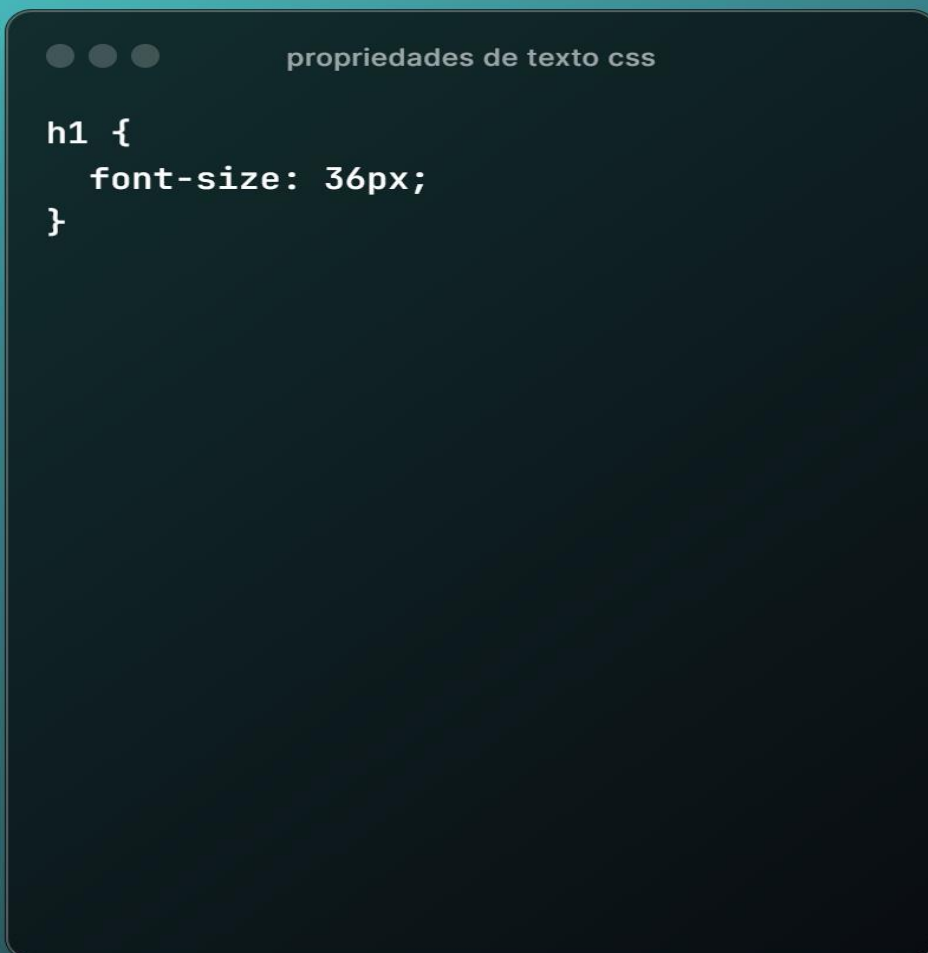 propriedades de texto css
h1 {
  font-size: 36px;
}